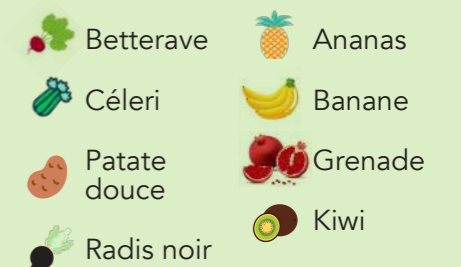 Betterave
Céleri
Patate
douce
Radis noir
Ananas
Banane
Grenade
Kiwi